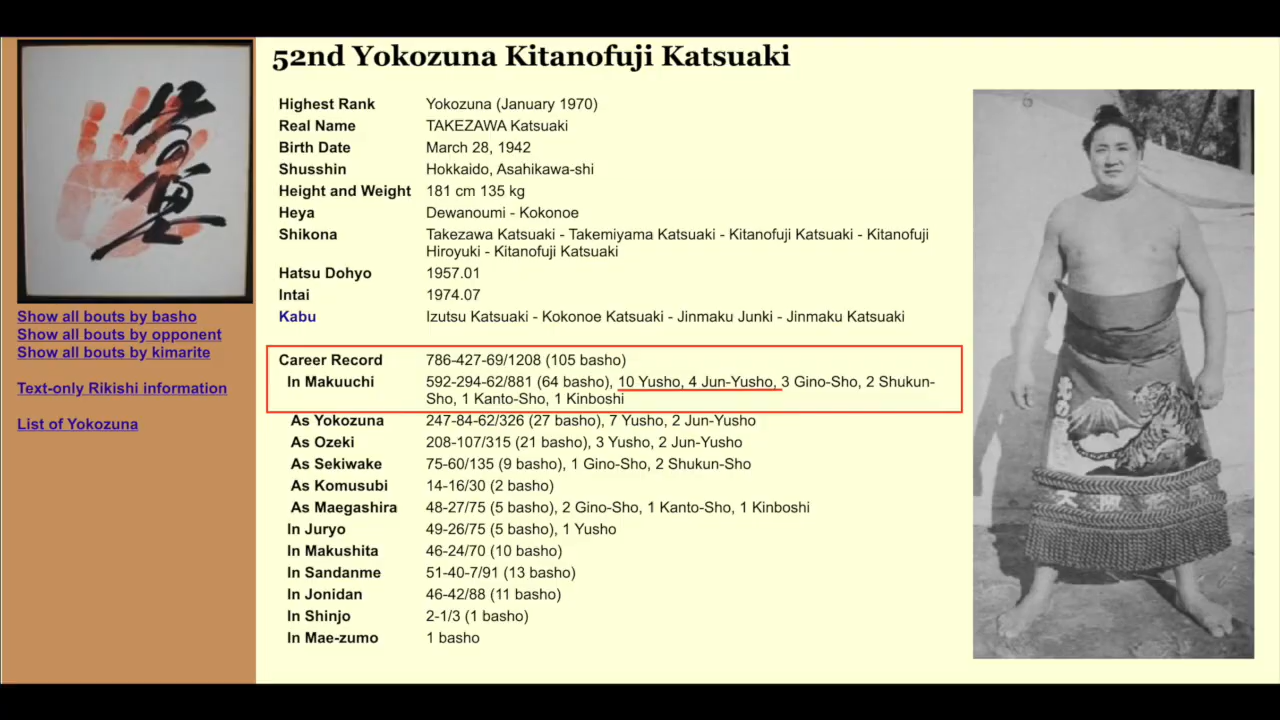 52nd Yokozuna Kitanofuji Katsuaki
Highest Rank Yokozuna (January 1970)
Real Name TAKEZAWA Katsuaki
Birth Date March 28, 1942
Shusshin Hokkaido, Asahikawa-shi
Height and Weight 181 cm 135 kg
Heya Dewanoumi - Kokonoe
Shikona Takezawa Katsuaki - Takemiyama Katsuaki - Kitanofuji Katsuaki - Kitanofuji
Hiroyuki - Kitanofuji Katsuaki
Hatsu Dohyo 1957.01
Intai 1974.07
Kabu Izutsu Katsuaki - Kokonoe Katsuaki - Jinmaku Junki - Jinmaku Katsuaki
Career Record 786-427-69/1208 (105 basho)
In Makuuchi 592-294-62/881 (64 basho), 10 Yusho, 4 Jun-Yusho, 3 Gino-Sho, 2 Shukun-
Sho, 1 Kanto-Sho, 1 Kinboshi
As Yokozuna 247-84-62/326 (27 basho), 7 Yusho, 2 Jun-Yusho
As Ozeki 208-107/315 (21 basho), 3 Yusho, 2 Jun-Yusho
As Sekiwake 75-60/135 (9 basho), 1 Gino-Sho, 2 Shukun-Sho
As Komusubi 14-16/30 (2 basho)
As Maegashira 48-27/75 (5 basho), 2 Gino-Sho, 1 Kanto-Sho, 1 Kinboshi
In Juryo 49-26/75 (5 basho), 1 Yusho
In Makushita 46-24/70 (10 basho)
In Sandanme 51-40-7/91 (13 basho)
In Jonidan 46-42/88 (11 basho)
In Shinjo 2-1/3 (1 basho)
In Mae-zumo 1 basho
Show all bouts by basho
Show all bouts by opponent
Show all bouts by kimarite
Text-only Rikishi information
List of Yokozuna